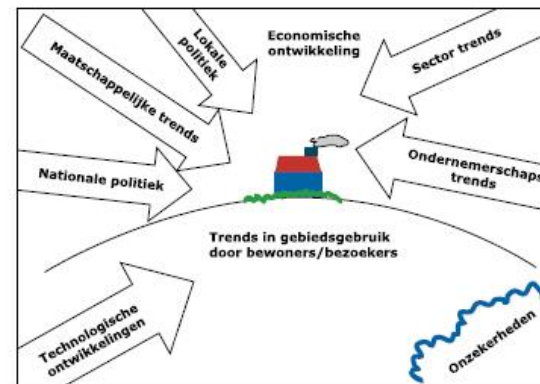 Lokale
politiek
Economische
ontwikkeling
Sector trends
Maatschappelijke trends
Nationale politiek
Ondernemerschaps
trends
Trends in gebiedsgebruik
door bewoners/bezoekers
Technologische
ontwikkelingen
Onzekerheden